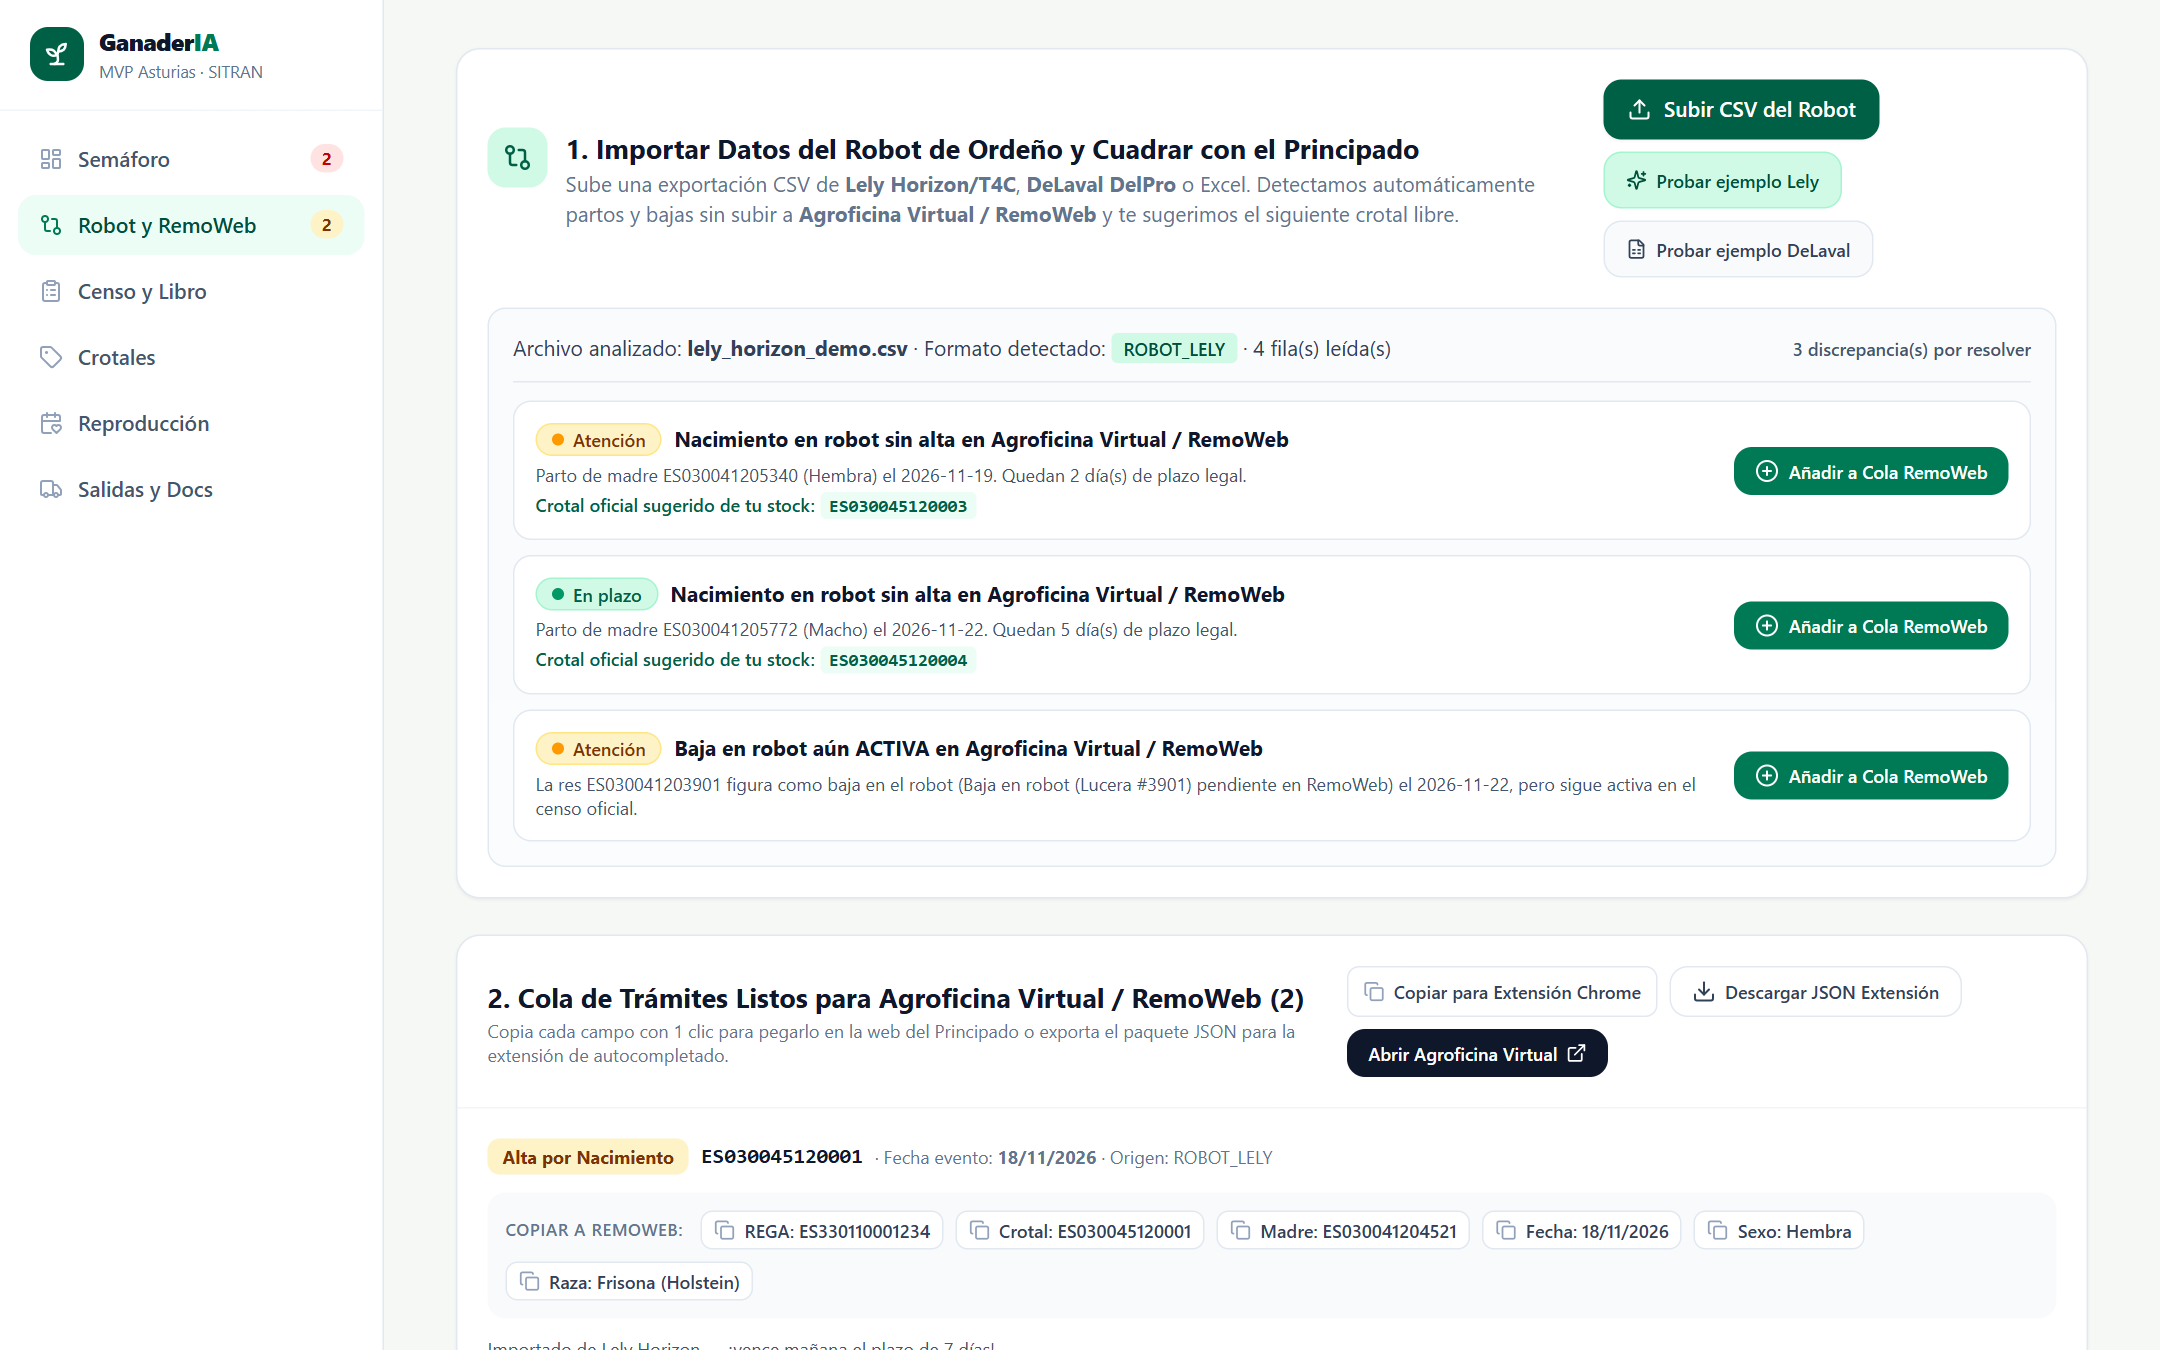 GanaderIA
MVP Asturias · SITRAN
Semáforo 2
Robot y RemoWeb 2
Censo y Libro
Crotales
Reproducción
Salidas y Docs
1. Importar Datos del Robot de Ordeño y Cuadrar con el Principado
Sube una exportación CSV de Lely Horizon/T4C, DeLaval DelPro o Excel. Detectamos automáticamente
partos y bajas sin subir a Agroficina Virtual / RemoWeb y te sugerimos el siguiente crotal libre.
Subir CSV del Robot
Probar ejemplo Lely
Probar ejemplo DeLaval
Archivo analizado: lely_horizon_demo.csv · Formato detectado: ROBOT_LELY · 4 fila(s) leída(s)
3 discrepancia(s) por resolver
Atención Nacimiento en robot sin alta en Agroficina Virtual / RemoWeb
Parto de madre ES030041205340 (Hembra) el 2026-11-19. Quedan 2 día(s) de plazo legal.
Crotal oficial sugerido de tu stock: ES030045120003
Añadir a Cola RemoWeb
En plazo Nacimiento en robot sin alta en Agroficina Virtual / RemoWeb
Parto de madre ES030041205772 (Macho) el 2026-11-22. Quedan 5 día(s) de plazo legal.
Crotal oficial sugerido de tu stock: ES030045120004
Añadir a Cola RemoWeb
Atención Baja en robot aún ACTIVA en Agroficina Virtual / RemoWeb
La res ES030041203901 figura como baja en el robot (Baja en robot (Lucera #3901) pendiente en RemoWeb) el 2026-11-22, pero sigue activa en el
censo oficial.
Añadir a Cola RemoWeb
2. Cola de Trámites Listos para Agroficina Virtual / RemoWeb (2)
Copia cada campo con 1 clic para pegarlo en la web del Principado o exporta el paquete JSON para la
extensión de autocompletado.
Copiar para Extensión Chrome
Descargar JSON Extensión
Abrir Agroficina Virtual
Alta por Nacimiento ES030045120001 · Fecha evento: 18/11/2026 · Origen: ROBOT_LELY
COPIAR A REMOWEB: REGA: ES330110001234 Crotal: ES030045120001 Madre: ES030041204521 Fecha: 18/11/2026 Sexo: Hembra
Raza: Frisona (Holstein)
Importado de Lely Horizon — ¡vence mañana el plazo de 7 días!